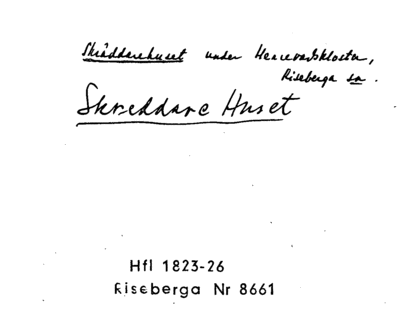 Skräddarehuset under Herrevadskloster,
Riseberga sn.
Skreddare Huset
Hfl 1823-26
Riseberga Nr 8661